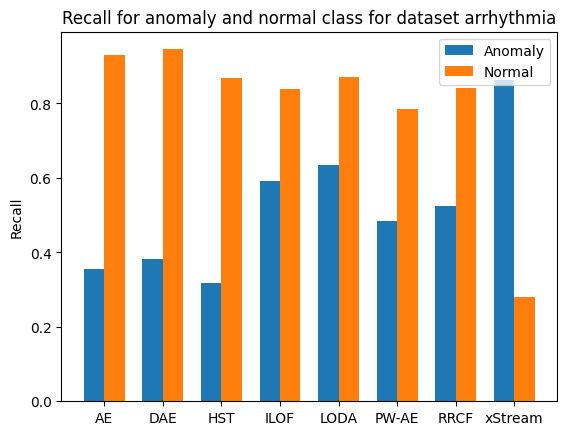 Recall for anomaly and normal class for dataset arrhythmia
Anomaly
Normal
Recall
0.8
0.6
0.4
0.2
0.0
AE DAE HST ILOF LODA PW-AE RRCF xStream